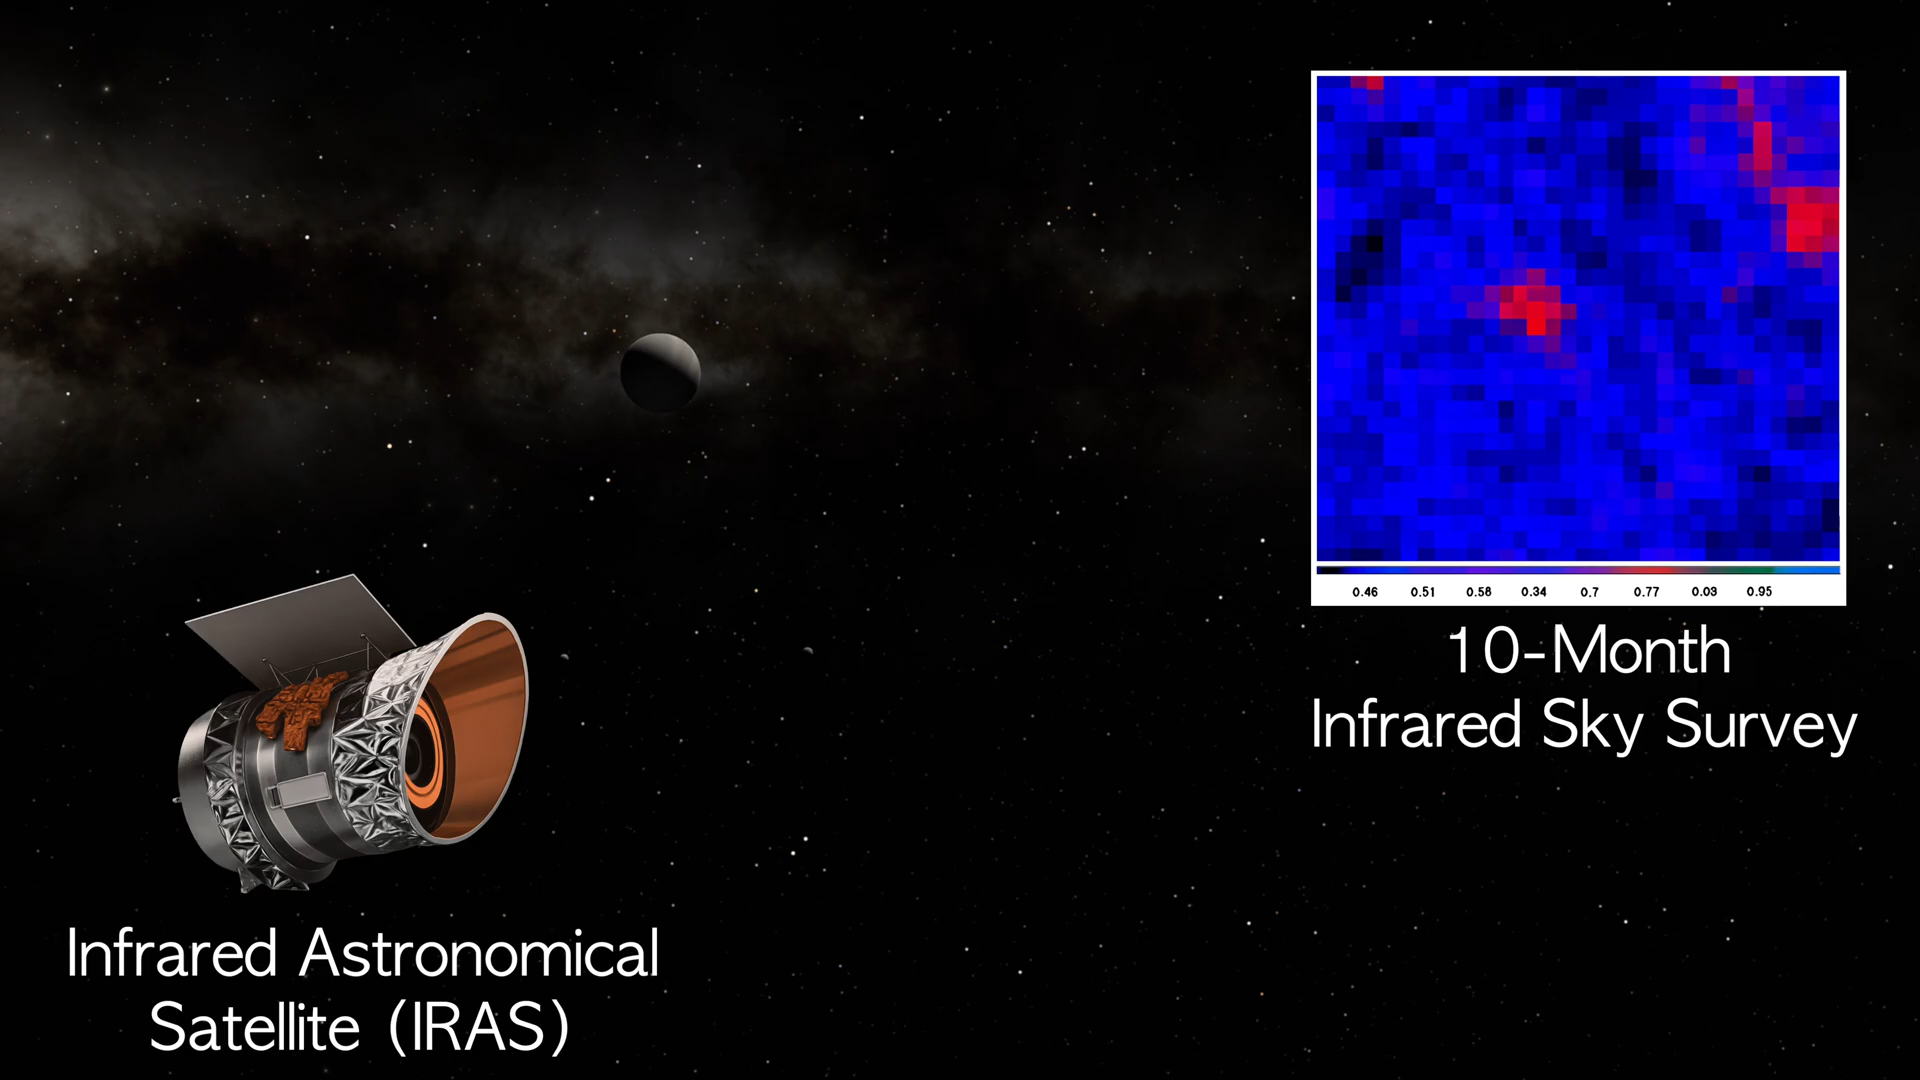 0.46 0.51 0.58 0.34 0.7 0.77 0.03 0.95
10-Month
Infrared Sky Survey
Infrared Astronomical
Satellite (IRAS)